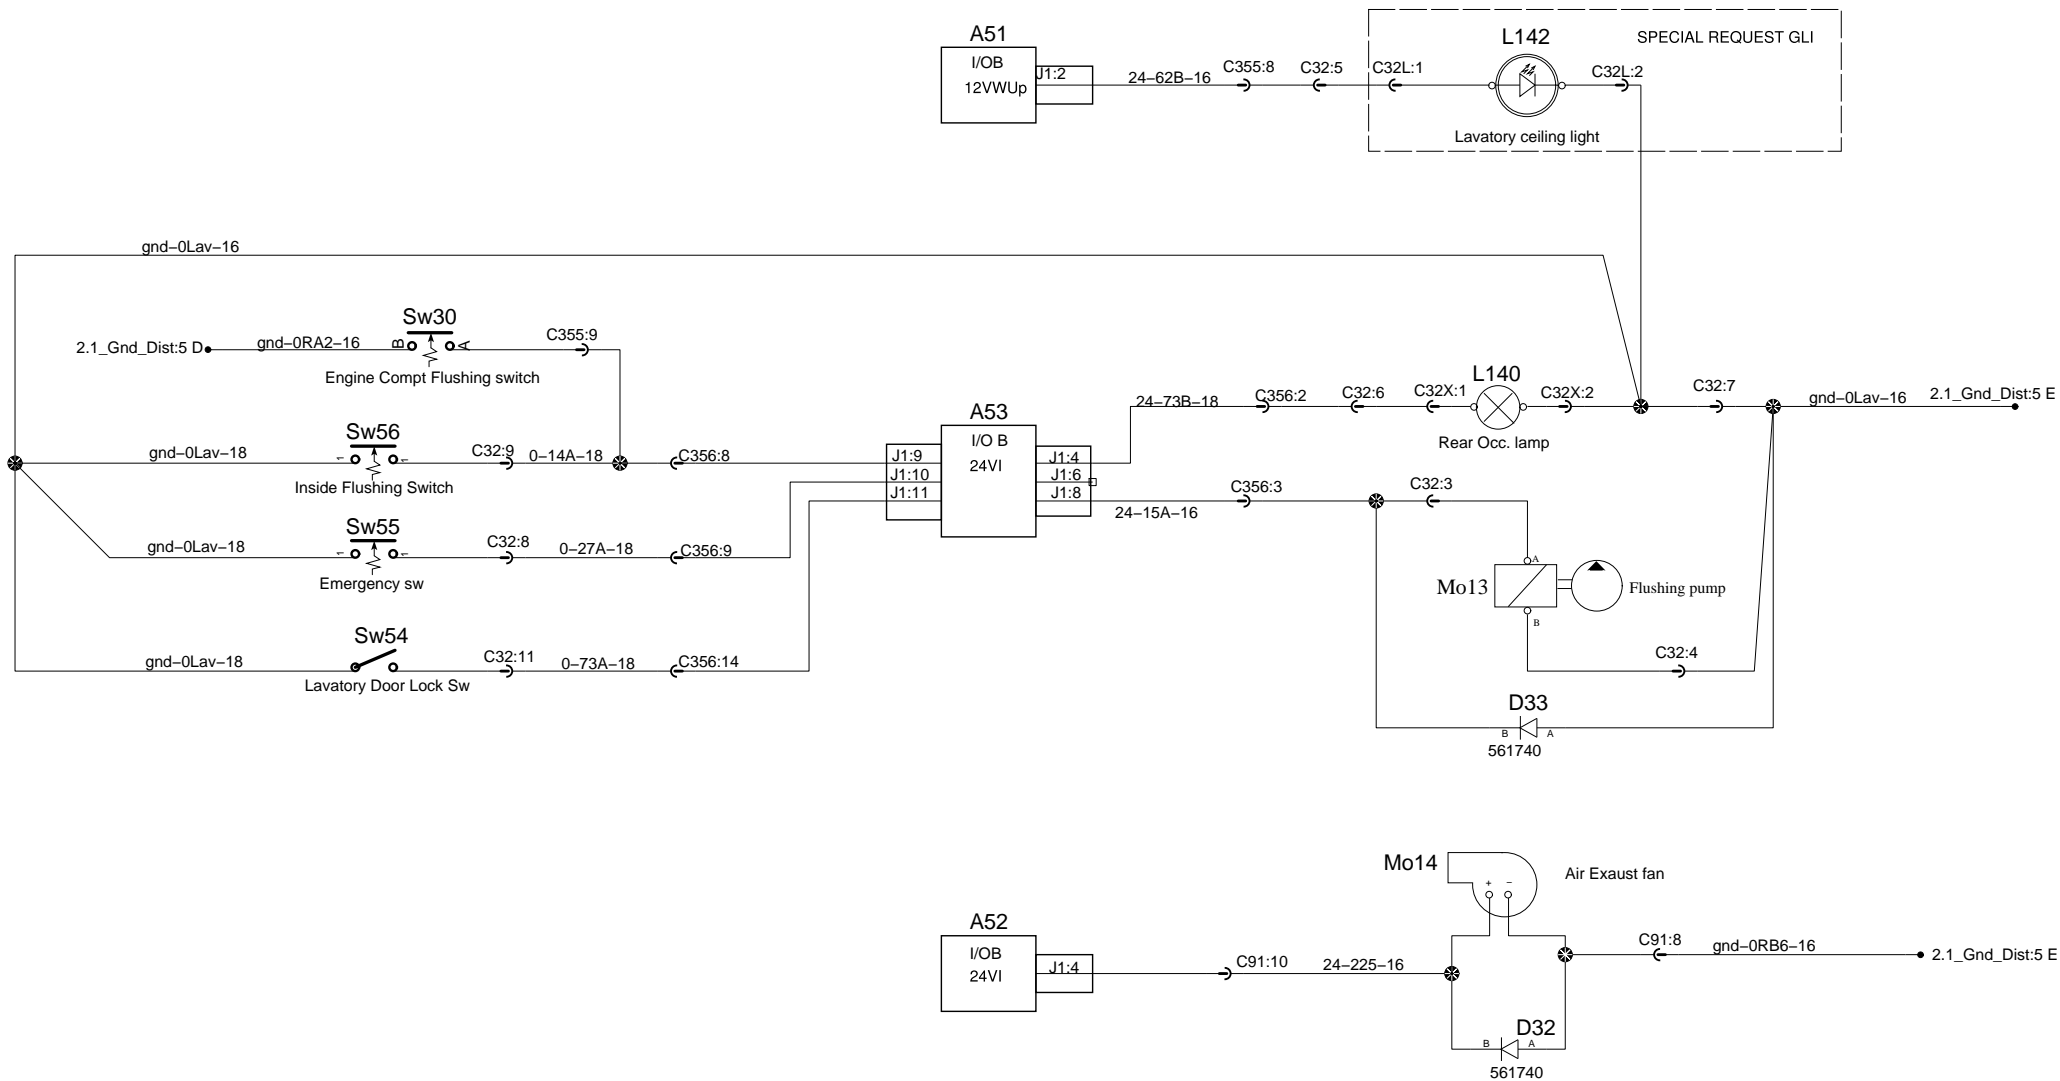 A51
I/OB
12VWUp
J1:2
24-62B-16
C355:8
C32:5
C32L:1
L142
C32L:2
SPECIAL REQUEST GLI
Lavatory ceiling light
gnd-0Lav-16
Sw30
2.1_Gnd_Dist:5 D
gnd-0RA2-16
B
A
C355:9
Engine Compt Flushing switch
Sw56
gnd-0Lav-18
1
1
C32:9
0-14A-18
C356:8
Inside Flushing Switch
Sw55
gnd-0Lav-18
1
1
C32:8
0-27A-18
C356:9
Emergency sw
Sw54
gnd-0Lav-18
C32:11
0-73A-18
C356:14
Lavatory Door Lock Sw
A53
I/O B
24VI
J1:9
J1:10
J1:11
J1:4
J1:6
J1:8
24-73B-18
C356:2
C32:6
C32X:1
L140
C32X:2
Rear Occ. lamp
C32:7
gnd-0Lav-16
2.1_Gnd_Dist:5 E
24-15A-16
C356:3
C32:3
A
Mo13
Flushing pump
B
C32:4
D33
B
A
561740
Mo14
+
-
Air Exaust fan
A52
I/OB
24VI
J1:4
C91:10
24-225-16
C91:8
gnd-0RB6-16
2.1_Gnd_Dist:5 E
D32
B
A
561740